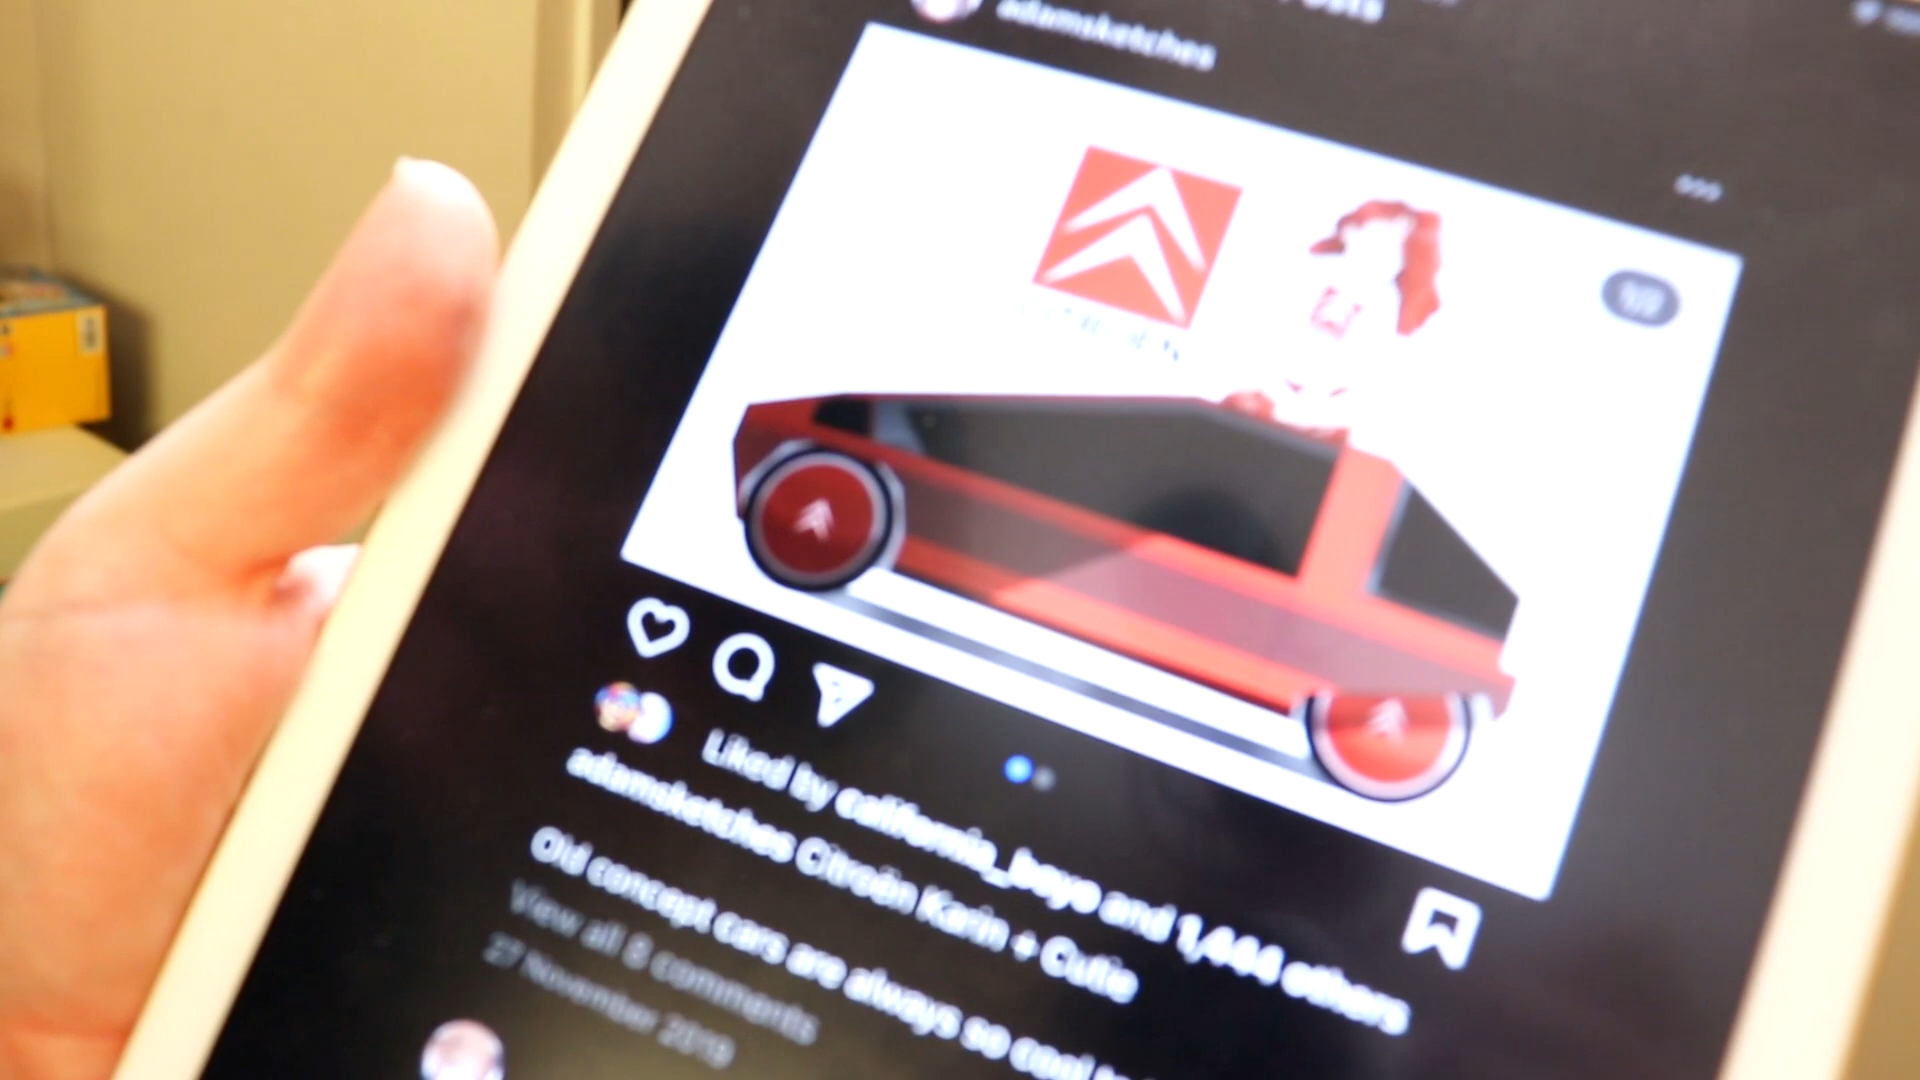 adamsketches
Liked by california_boyo and 1,444 others
adamsketches Citroën Karin + Cutie
Old concept cars are always so cool
View all 8 comments
27 November 2019